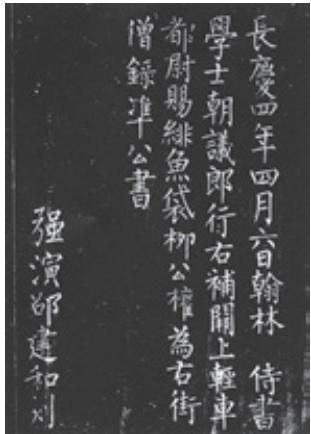 長慶四年四月六日翰林 侍書
學士朝議郎行右補闕上輕車
都尉賜緋魚袋柳公權為右街
僧錄準公書
強演邵建和刻